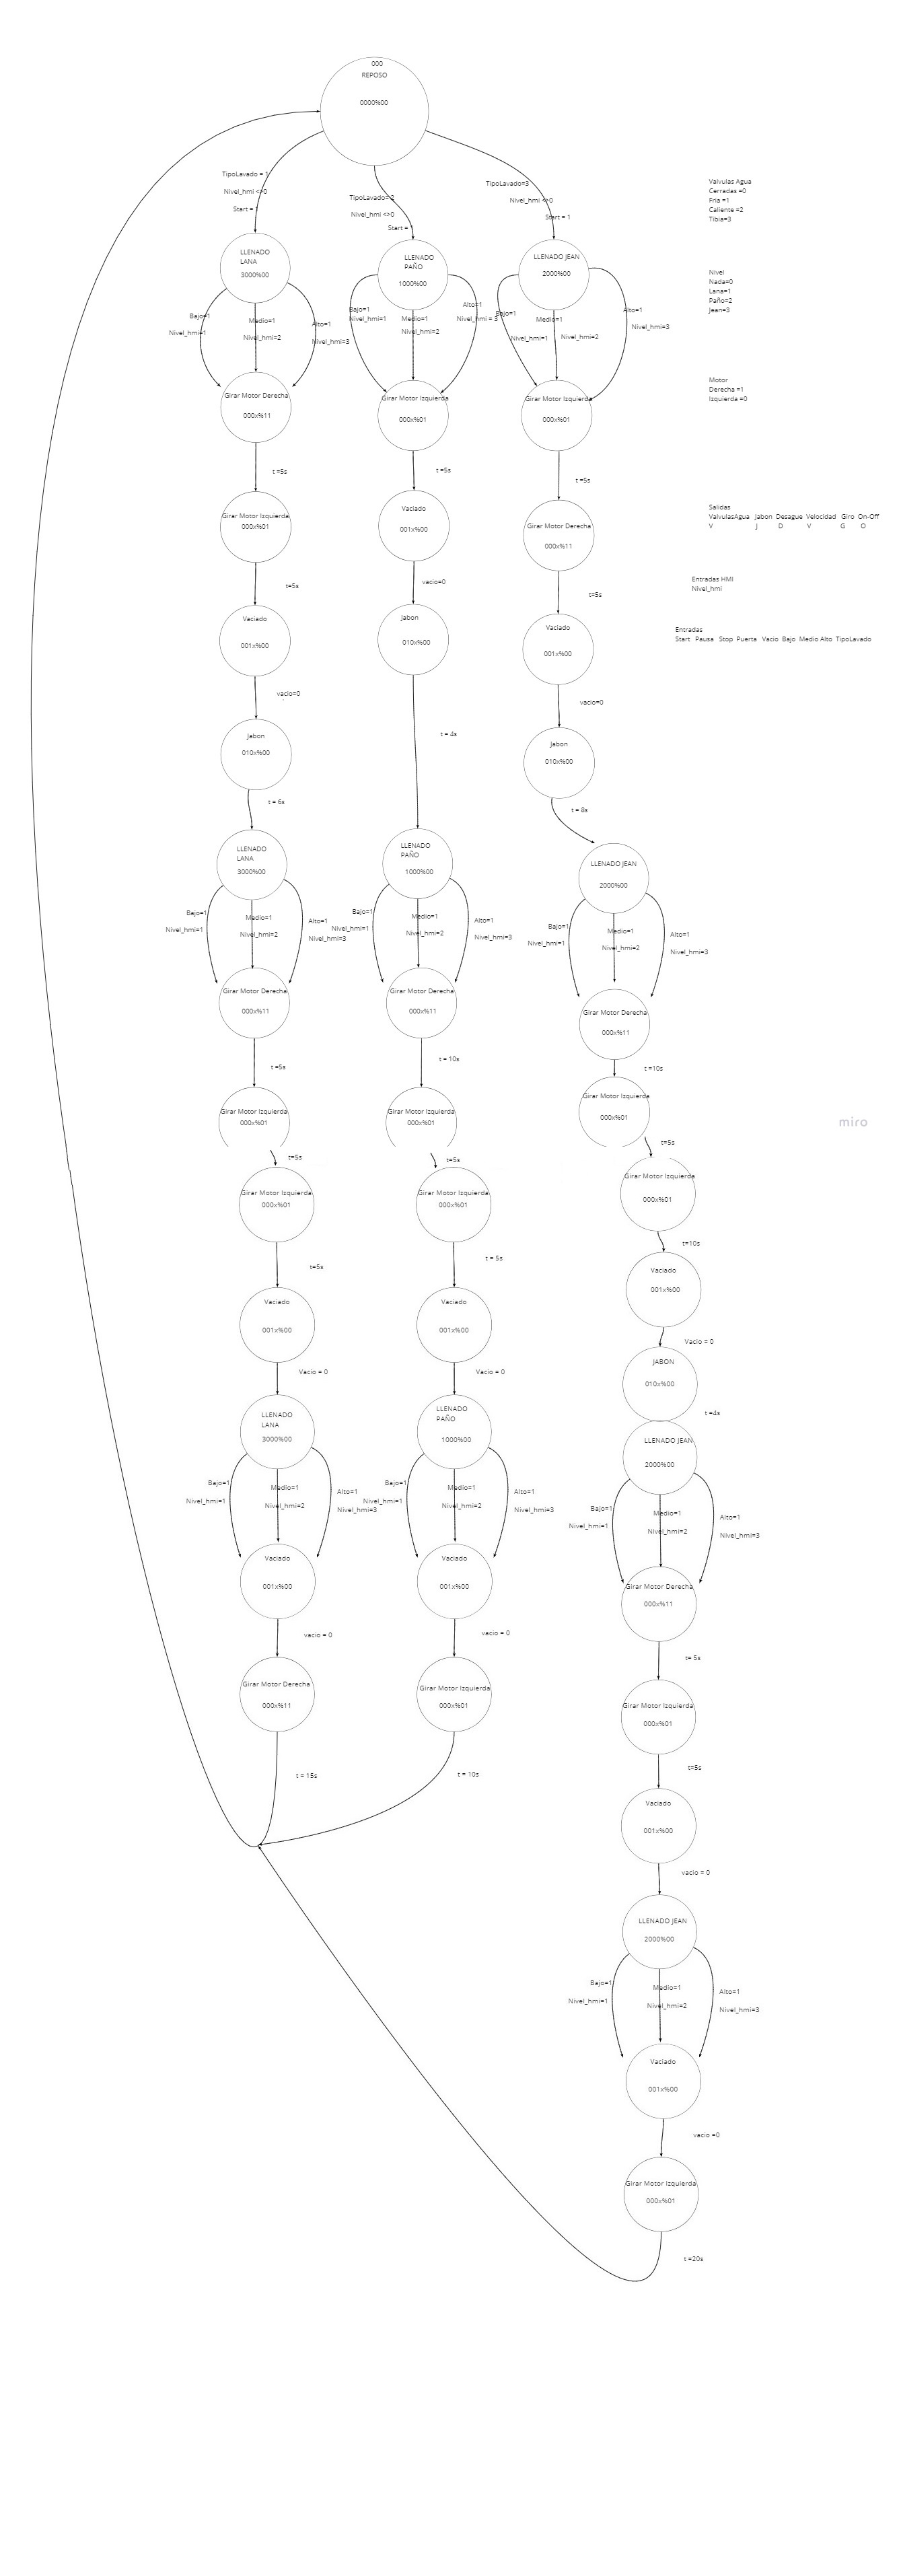 000
REPOSO
0000%00
TipoLavado = 1
Nivel_hmi <>0
Start = 1
TipoLavado= 2
Nivel_hmi <>0
Start =
TipoLavado=3
Nivel_hmi <>0
Start = 1
Valvulas Agua
Cerradas =0
Fria =1
Caliente =2
Tibia=3
Nivel
Nada=0
Lana=1
Paño=2
Jean=3
Motor
Derecha =1
Izquierda =0
Salidas
ValvulasAgua Jabon Desague Velocidad Giro On-Off
V J D V G O
Entradas HMI
Nivel_hmi
Entradas
Start Pausa Stop Puerta Vacio Bajo Medio Alto TipoLavado
LLENADO
LANA
3000%00
Bajo=1
Nivel_hmi=1
Medio=1
Nivel_hmi=2
Alto=1
Nivel_hmi=3
Girar Motor Derecha
000x%11
t =5s
Girar Motor Izquierda
000x%01
t=5s
Vaciado
001x%00
vacio=0
Jabon
010x%00
t = 6s
LLENADO
LANA
3000%00
Bajo=1
Nivel_hmi=1
Medio=1
Nivel_hmi=2
Alto=1
Nivel_hmi=3
Girar Motor Derecha
000x%11
t =5s
Girar Motor Izquierda
000x%01
t=5s
Girar Motor Izquierda
000x%01
t=5s
Vaciado
001x%00
Vacio = 0
LLENADO
LANA
3000%00
Bajo=1
Nivel_hmi=1
Medio=1
Nivel_hmi=2
Alto=1
Nivel_hmi=3
Vaciado
001x%00
vacio = 0
Girar Motor Derecha
000x%11
t = 15s
LLENADO
PAÑO
1000%00
Bajo=1
Nivel_hmi=1
Medio=1
Nivel_hmi=2
Alto=1
Nivel_hmi = 3
Girar Motor Izquierda
000x%01
t=5s
Vaciado
001x%00
vacio=0
Jabon
010x%00
t = 4s
LLENADO
PAÑO
1000%00
Bajo=1
Nivel_hmi=1
Medio=1
Nivel_hmi=2
Alto=1
Nivel_hmi=3
Girar Motor Derecha
000x%11
t = 10s
Girar Motor Izquierda
000x%01
t=5s
Girar Motor Izquierda
000x%01
t = 5s
Vaciado
001x%00
Vacio = 0
LLENADO
PAÑO
1000%00
Bajo=1
Nivel_hmi=1
Medio=1
Nivel_hmi=2
Alto=1
Nivel_hmi=3
Vaciado
001x%00
vacio = 0
Girar Motor Izquierda
000x%01
t = 10s
LLENADO JEAN
2000%00
Bajo=1
Nivel_hmi=1
Medio=1
Nivel_hmi=2
Alto=1
Nivel_hmi=3
Girar Motor Izquierda
000x%01
t =5s
Girar Motor Derecha
000x%11
t=5s
Vaciado
001x%00
vacio=0
Jabon
010x%00
t = 8s
LLENADO JEAN
2000%00
Bajo=1
Nivel_hmi=1
Medio=1
Nivel_hmi=2
Alto=1
Nivel_hmi=3
Girar Motor Derecha
000x%11
t =10s
Girar Motor Izquierda
000x%01
t=5s
Girar Motor Izquierda
000x%01
t=10s
Vaciado
001x%00
Vacio = 0
JABON
010x%00
t =4s
LLENADO JEAN
2000%00
Bajo=1
Nivel_hmi=1
Medio=1
Nivel_hmi=2
Alto=1
Nivel_hmi=3
Girar Motor Derecha
000x%11
t= 5s
Girar Motor Izquierda
000x%01
t=5s
Vaciado
001x%00
vacio = 0
LLENADO JEAN
2000%00
Bajo=1
Nivel_hmi=1
Medio=1
Nivel_hmi=2
Alto=1
Nivel_hmi=3
Vaciado
001x%00
vacio =0
Girar Motor Izquierda
000x%01
t =20s
miro